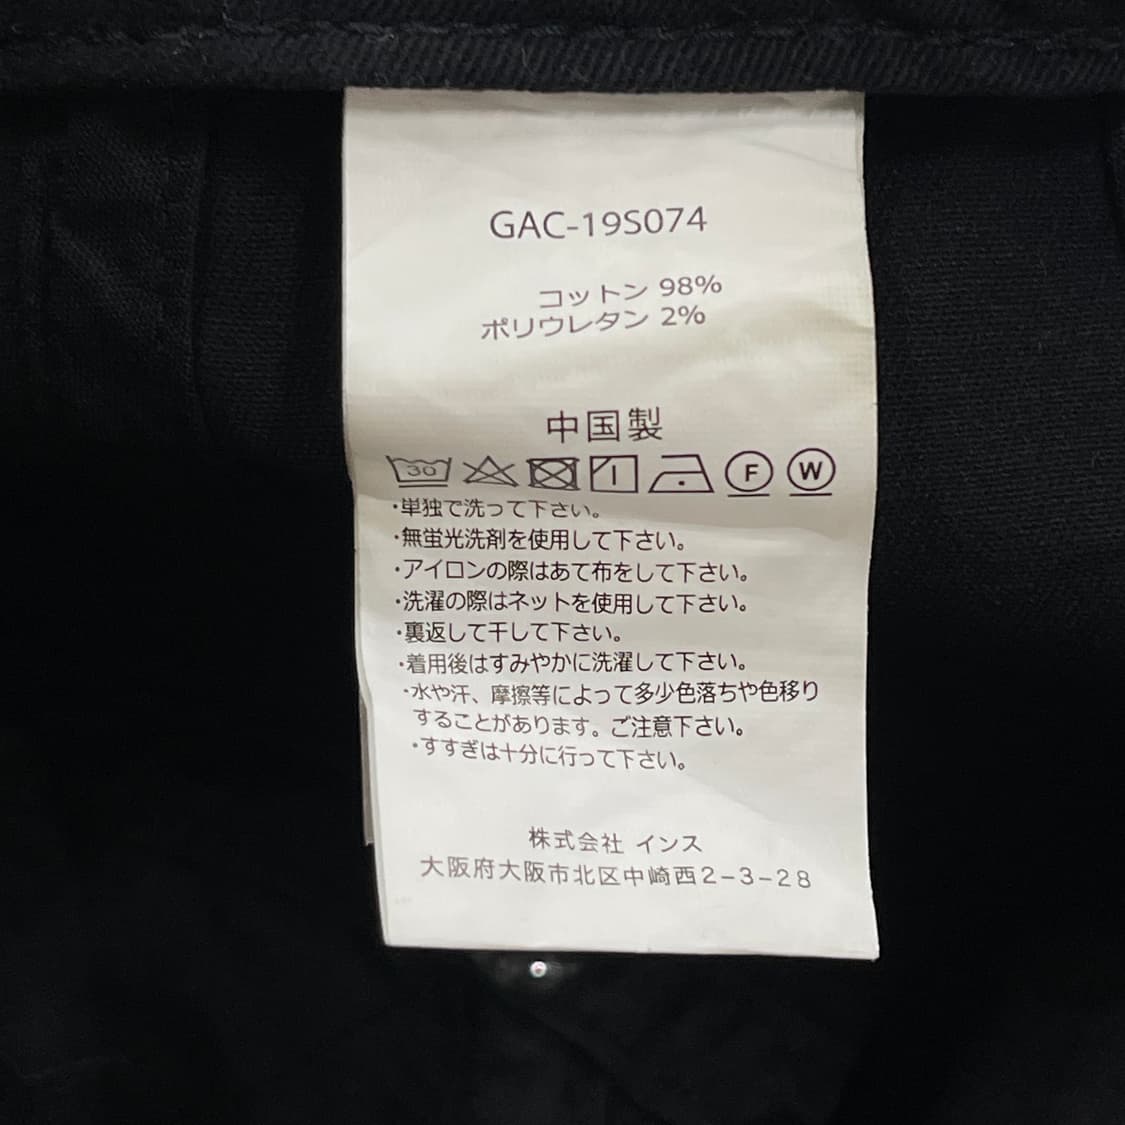 GAC-19S074
コットン 98%
ポリウレタン 2%
中国製
30 F W
・単独で洗って下さい。
・無蛍光洗剤を使用して下さい。
・アイロンの際はあて布をして下さい。
・洗濯の際はネットを使用して下さい。
・裏返して干して下さい。
・着用後はすみやかに洗濯して下さい。
・水や汗、摩擦等によって多少色落ちや色移り
することがあります。ご注意下さい。
・すすぎは十分に行って下さい。
株式会社 インス
大阪府大阪市北区中崎西2-3-28